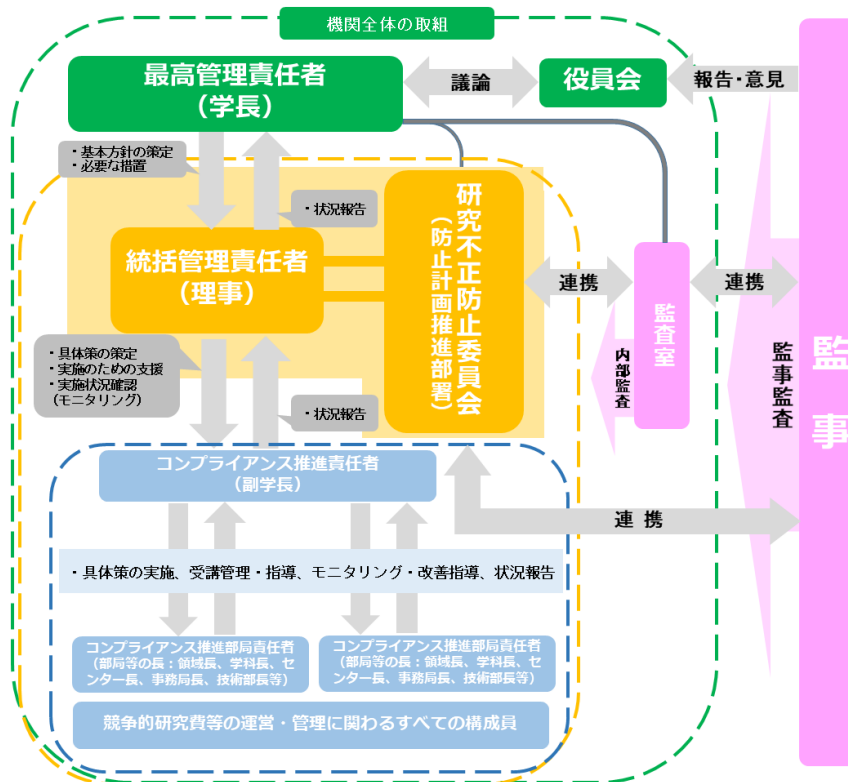 機関全体の取組
最高管理責任者
（学長）
議論
役員会
報告・意見
・基本方針の策定
・必要な措置
・状況報告
統括管理責任者
（理事）
研究不正防止委員会
（防止計画推進部署）
連携
監査室
連携
内部監査
監事監査
監事
・具体策の策定
・実施のための支援
・実施状況確認
（モニタリング）
・状況報告
コンプライアンス推進責任者
（副学長）
連 携
・具体策の実施、受講管理・指導、モニタリング・改善指導、状況報告
コンプライアンス推進部局責任者
（部局等の長：領域長、学科長、セ
ンター長、事務局長、技術部長等）
コンプライアンス推進部局責任者
（部局等の長：領域長、学科長、セ
ンター長、事務局長、技術部長等）
競争的研究費等の運営・管理に関わるすべての構成員